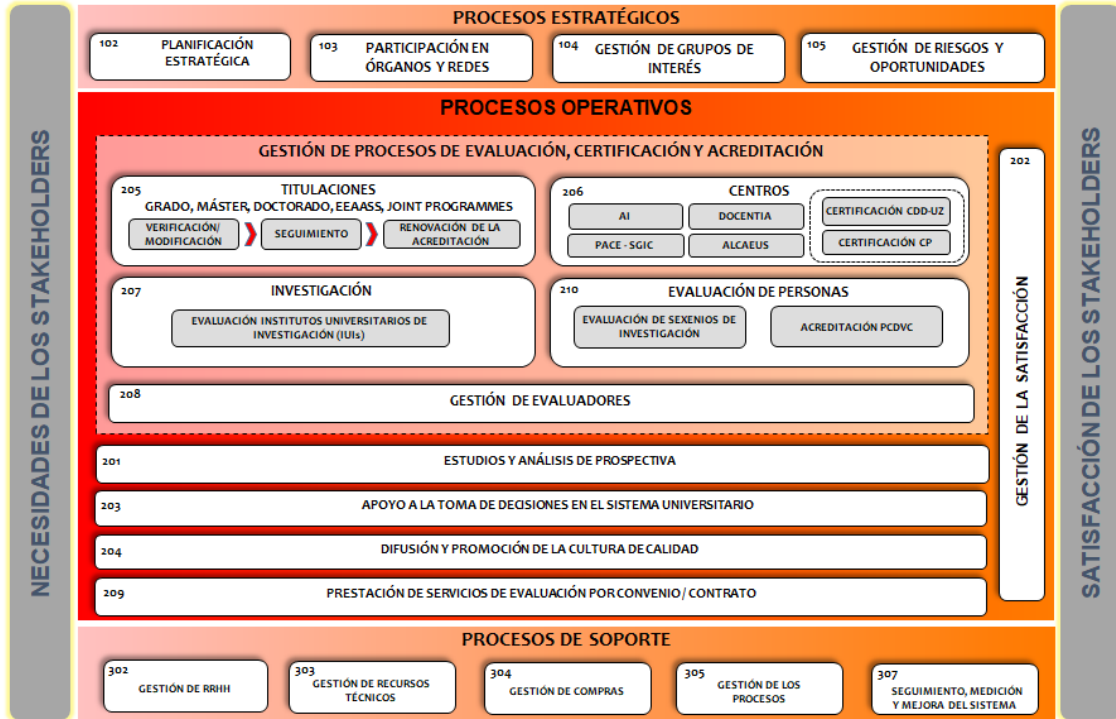 NECESIDADES DE LOS STAKEHOLDERS
PROCESOS ESTRATÉGICOS
102
PLANIFICACIÓN
ESTRATÉGICA
103
PARTICIPACIÓN EN
ÓRGANOS Y REDES
104
GESTIÓN DE GRUPOS DE
INTERÉS
105
GESTIÓN DE RIESGOS Y
OPORTUNIDADES
PROCESOS OPERATIVOS
GESTIÓN DE PROCESOS DE EVALUACIÓN, CERTIFICACIÓN Y ACREDITACIÓN
205
TITULACIONES
GRADO, MÁSTER, DOCTORADO, EEAASS, JOINT PROGRAMMES
VERIFICACIÓN/
MODIFICACIÓN
SEGUIMIENTO
RENOVACIÓN DE LA
ACREDITACIÓN
206
CENTROS
AI
DOCENTIA
PACE - SGIC
ALCAEUS
CERTIFICACIÓN CDD-UZ
CERTIFICACIÓN CP
207
INVESTIGACIÓN
EVALUACIÓN INSTITUTOS UNIVERSITARIOS DE
INVESTIGACIÓN (IUIs)
210
EVALUACIÓN DE PERSONAS
EVALUACIÓN DE SEXENIOS DE
INVESTIGACIÓN
ACREDITACIÓN PCDVC
208
GESTIÓN DE EVALUADORES
201
ESTUDIOS Y ANÁLISIS DE PROSPECTIVA
203
APOYO A LA TOMA DE DECISIONES EN EL SISTEMA UNIVERSITARIO
204
DIFUSIÓN Y PROMOCIÓN DE LA CULTURA DE CALIDAD
209
PRESTACIÓN DE SERVICIOS DE EVALUACIÓN POR CONVENIO/ CONTRATO
202
GESTIÓN DE LA SATISFACCIÓN
PROCESOS DE SOPORTE
302
GESTIÓN DE RRHH
303
GESTIÓN DE RECURSOS
TÉCNICOS
304
GESTIÓN DE COMPRAS
305
GESTIÓN DE LOS
PROCESOS
307
SEGUIMIENTO, MEDICIÓN
Y MEJORA DEL SISTEMA
SATISFACCIÓN DE LOS STAKEHOLDERS